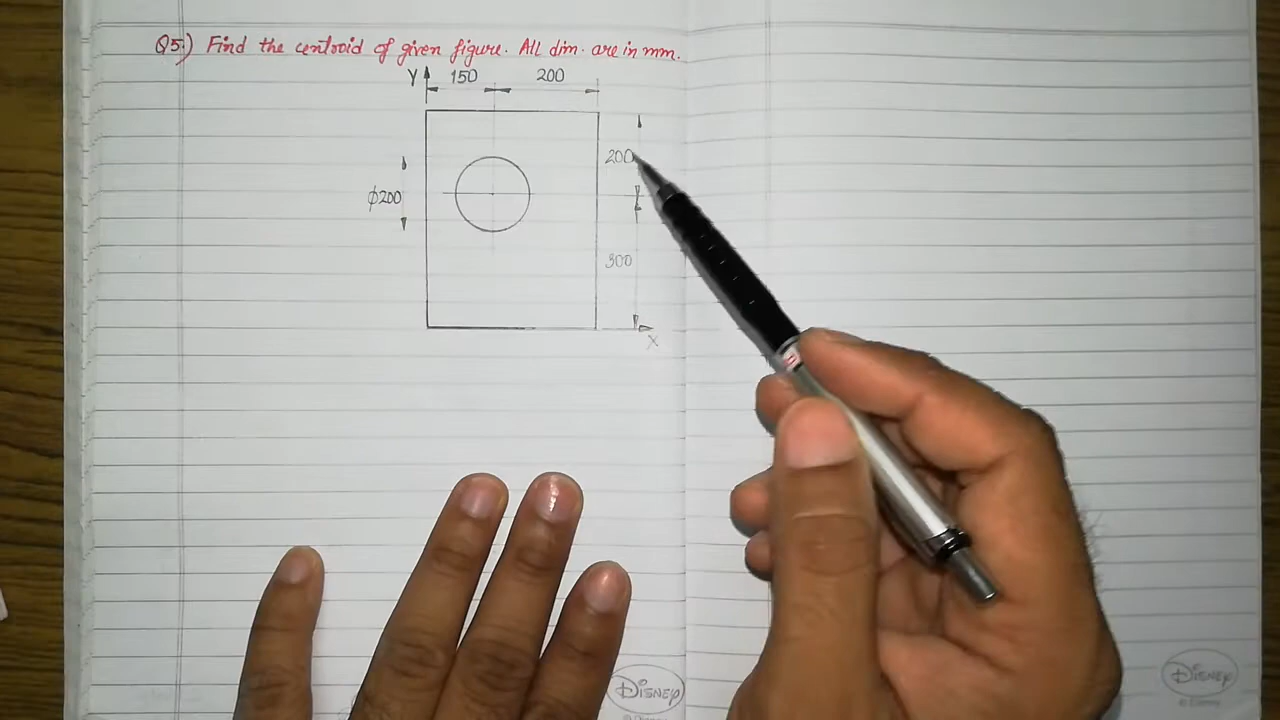 Q5.) Find the centroid of given figure. All dim. are in mm.
Y 150 200
200
ϕ200
300
X
DISNEY
DISNEY